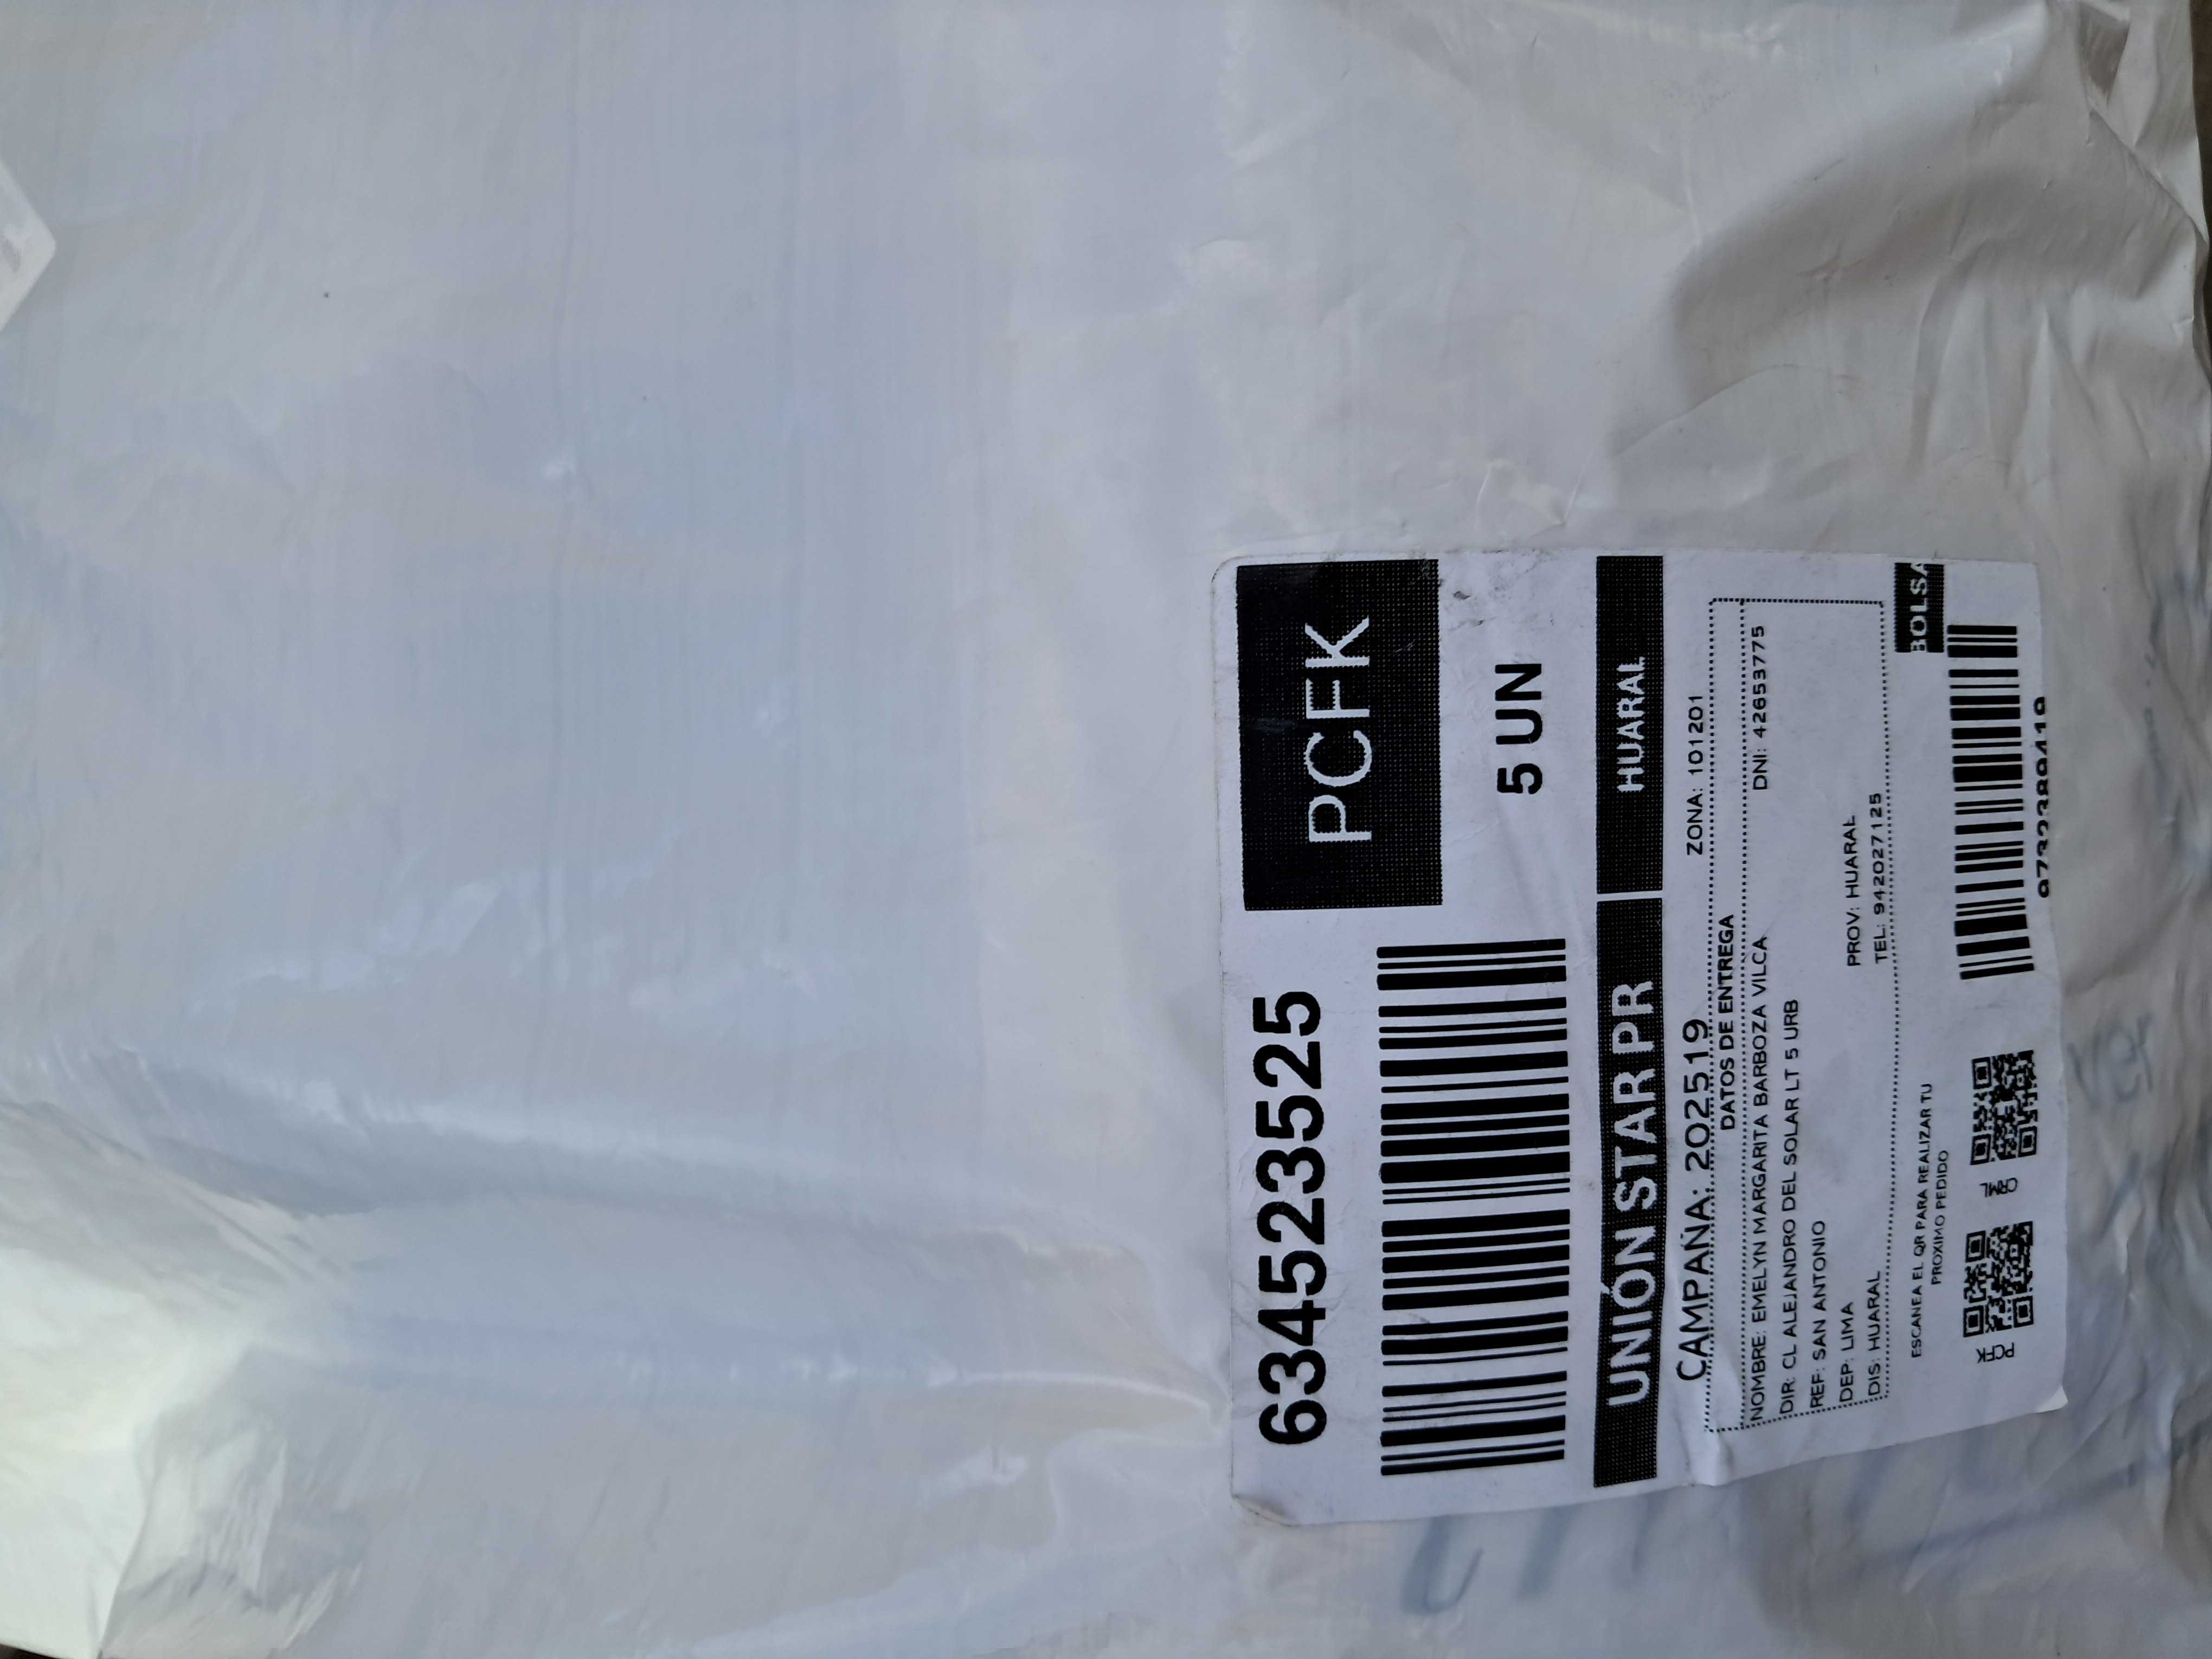 634523525
PCFK
5 UN
UNIÓN STAR PR
HUARAL
CAMPAÑA: 202519
ZONA: 101201
DATOS DE ENTREGA
NOMBRE: EMELYN MARGARITA BARBOZA VILCA
DNI: 42653775
DIR: CL ALEJANDRO DEL SOLAR LT 5 URB
REF: SAN ANTONIO
DEP: LIMA
PROV: HUARAL
DIS: HUARAL
TEL: 942027125
ESCANEA EL QR PARA REALIZAR TU
PROXIMO PEDIDO
BOLSA
PCFK
CRML